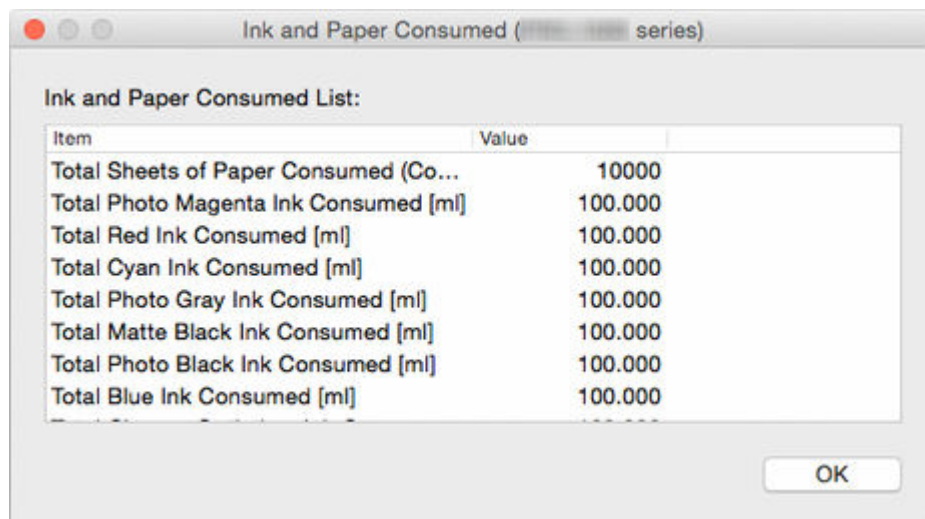 Ink and Paper Consumed ( series)
Ink and Paper Consumed List:
Item Value
Total Sheets of Paper Consumed (Co... 10000
Total Photo Magenta Ink Consumed [ml] 100.000
Total Red Ink Consumed [ml] 100.000
Total Cyan Ink Consumed [ml] 100.000
Total Photo Gray Ink Consumed [ml] 100.000
Total Matte Black Ink Consumed [ml] 100.000
Total Photo Black Ink Consumed [ml] 100.000
Total Blue Ink Consumed [ml] 100.000
OK